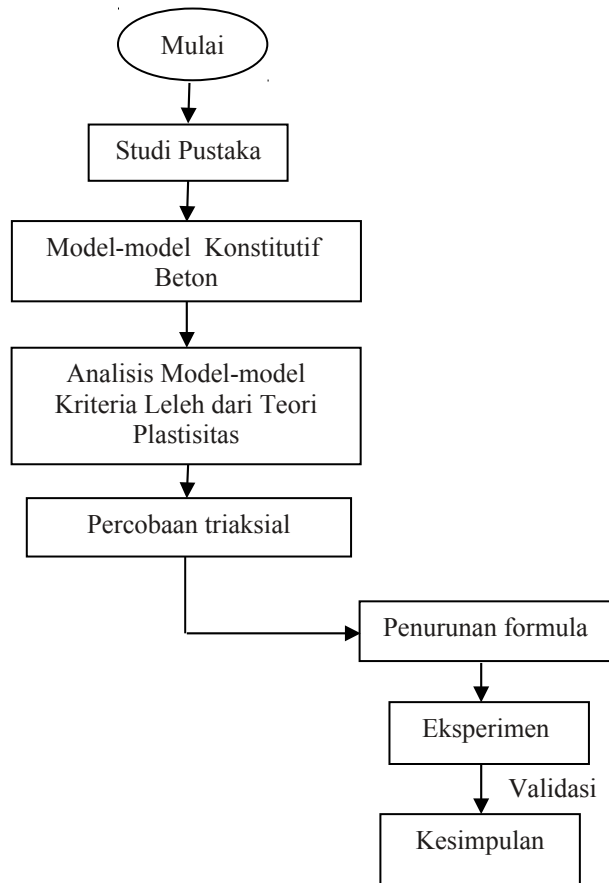 Mulai
Studi Pustaka
Model-model Konstitutif
Beton
Analisis Model-model
Kriteria Leleh dari Teori
Plastisitas
Percobaan triaksial
Penurunan formula
Eksperimen
Validasi
Kesimpulan